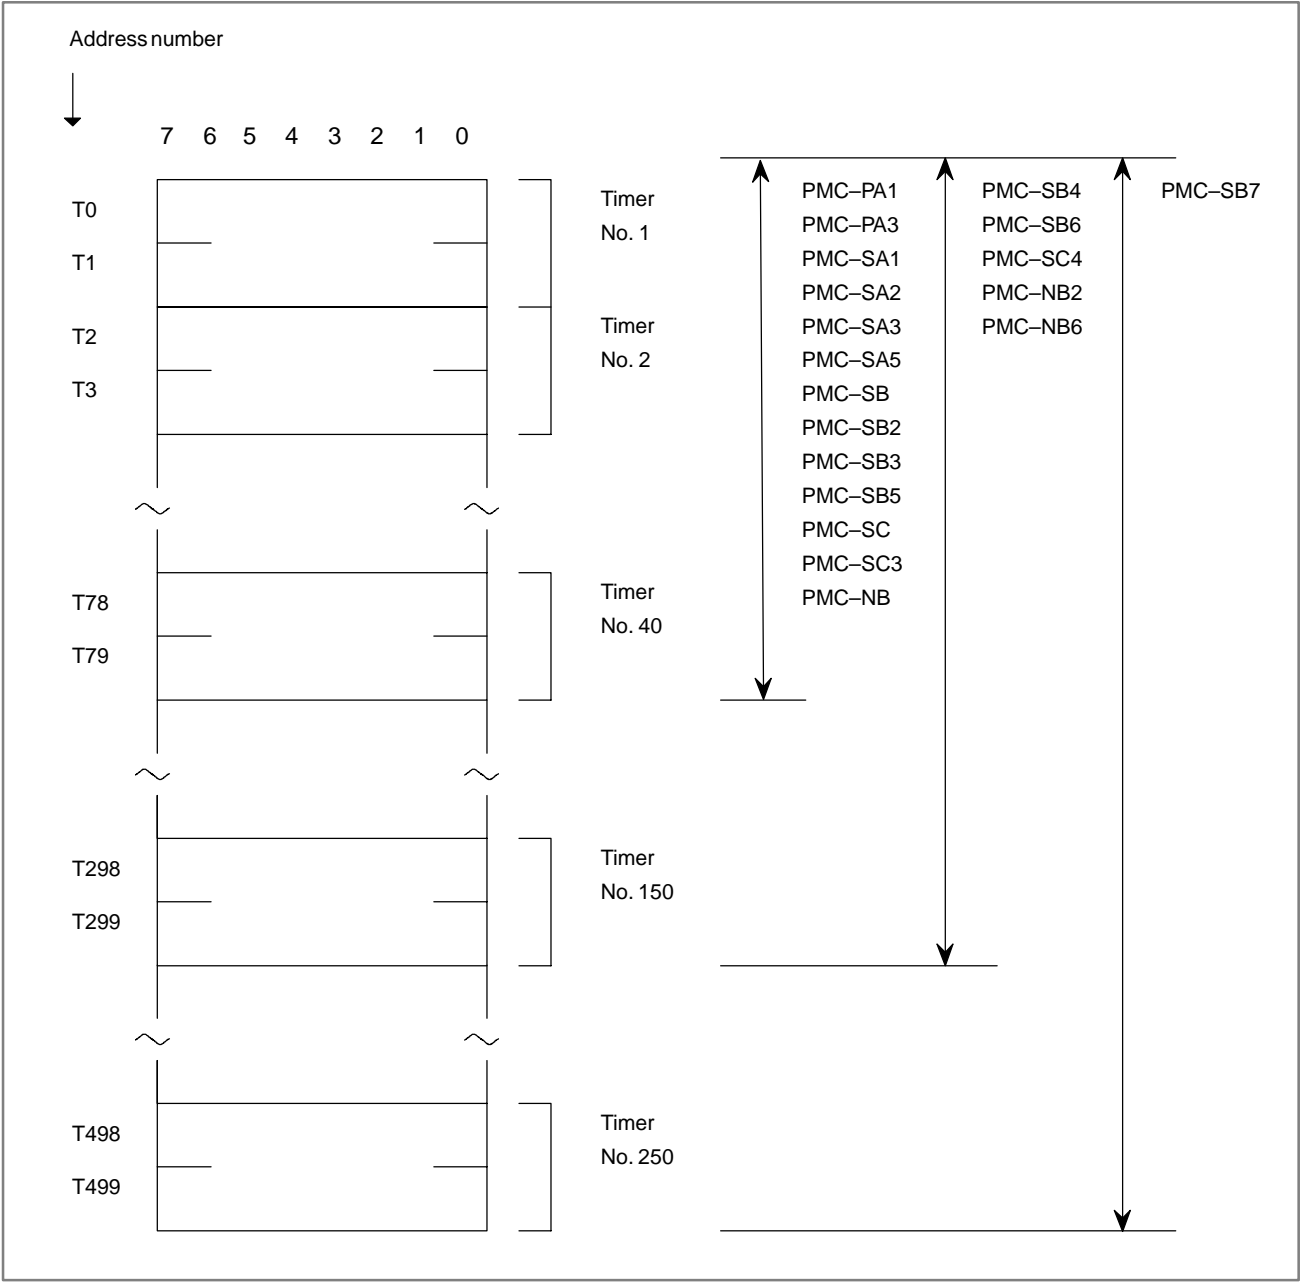 Address number
7 6 5 4 3 2 1 0
T0
T1
Timer
No. 1
T2
T3
Timer
No. 2
T78
T79
Timer
No. 40
T298
T299
Timer
No. 150
T498
T499
Timer
No. 250
PMC–PA1
PMC–PA3
PMC–SA1
PMC–SA2
PMC–SA3
PMC–SA5
PMC–SB
PMC–SB2
PMC–SB3
PMC–SB5
PMC–SC
PMC–SC3
PMC–NB
PMC–SB4
PMC–SB6
PMC–SC4
PMC–NB2
PMC–NB6
PMC–SB7